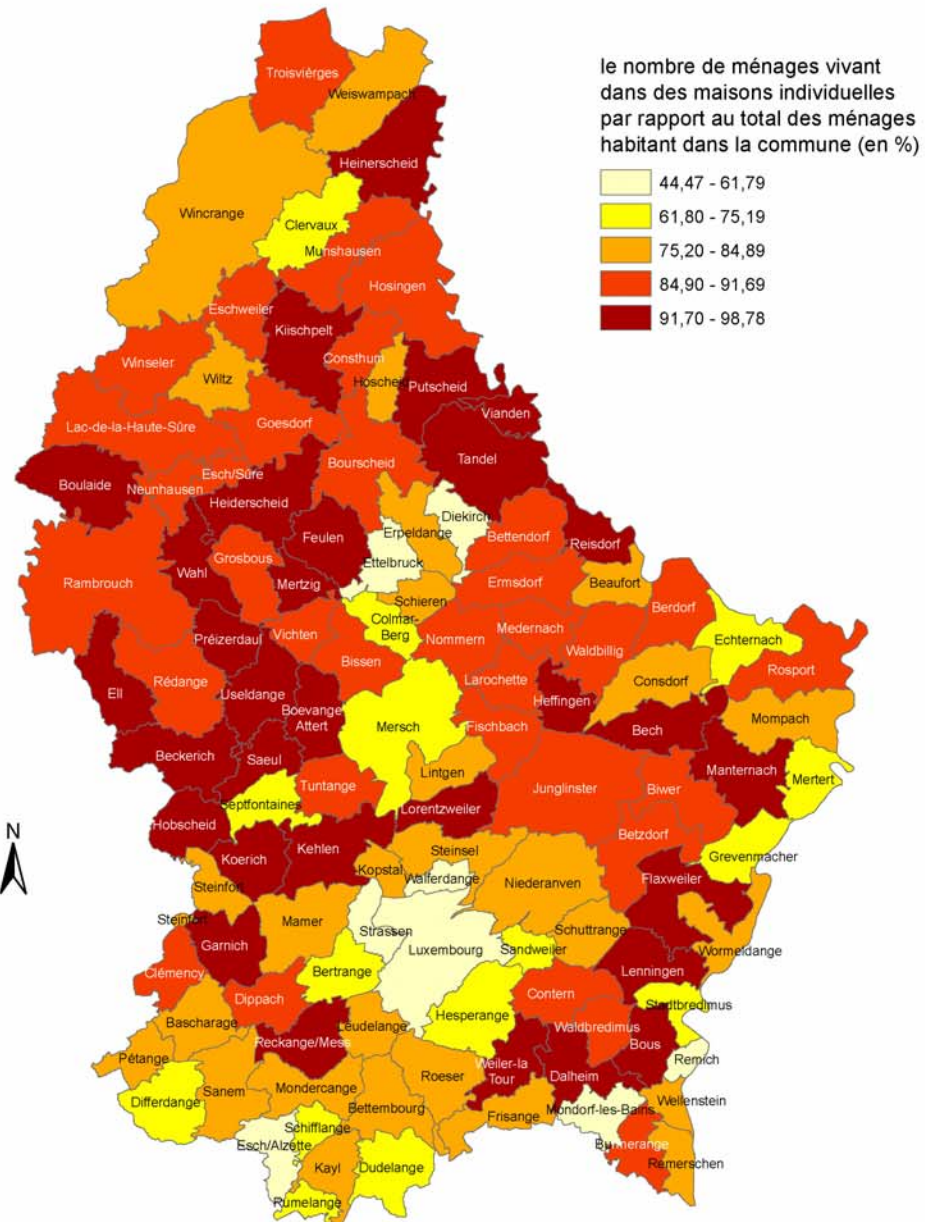 le nombre de ménages vivant
dans des maisons individuelles
par rapport au total des ménages
habitant dans la commune (en %)
44,47 - 61,79
61,80 - 75,19
75,20 - 84,89
84,90 - 91,69
91,70 - 98,78
Troisvièrges
Weiswampach
Heinerscheid
Wincrange
Clervaux
Munshausen
Hosingen
Eschweiler
Kiischpelt
Winseler
Consthum
Wiltz
Hoscheid
Putscheid
Vianden
Lac-de-la-Haute-Sûre
Goesdorf
Bourscheid
Tandel
Esch/Sûre
Boulaide
Neunhausen
Heiderscheid
Diekirch
Erpeldange
Feulen
Bettendorf
Reisdorf
Ettelbruck
Grosbous
Wahl
Rambrouch
Mertzig
Ermsdorf
Beaufort
Schieren
Berdorf
Colmar-
Berg
Préizerdaul
Vichten
Nommern
Medernach
Waldbillig
Echternach
Bissen
Rosport
Ell
Rédange
Useldange
Larochette
Consdorf
Heffingen
Boevange
Attert
Mersch
Fischbach
Bech
Mompach
Beckerich
Saeul
Lintgen
Manternach
Mertert
Tuntange
Junglinster
Biwer
Septfontaines
Lorentzweiler
Hobscheid
Betzdorf
Kehlen
Steinsel
Grevenmacher
Koerich
Kopstal
Walferdange
Flaxweiler
Steinfort
Niederanven
Steinfort
Mamer
Strassen
Schuttrange
Garnich
Luxembourg
Sandweiler
Wormeldange
Clémency
Bertrange
Lenningen
Dippach
Contern
Stadtbredimus
Bascharage
Leudelange
Hesperange
Waldbredimus
Reckange/Mess
Bous
Remich
Pétange
Weiler-la
Tour
Roeser
Dalheim
Mondercange
Sanem
Wellenstein
Differdange
Bettembourg
Frisange
Mondorf-les-Bains
Schifflange
Esch/Alzette
Burmerange
Kayl
Dudelange
Remerschen
Rumelange
N